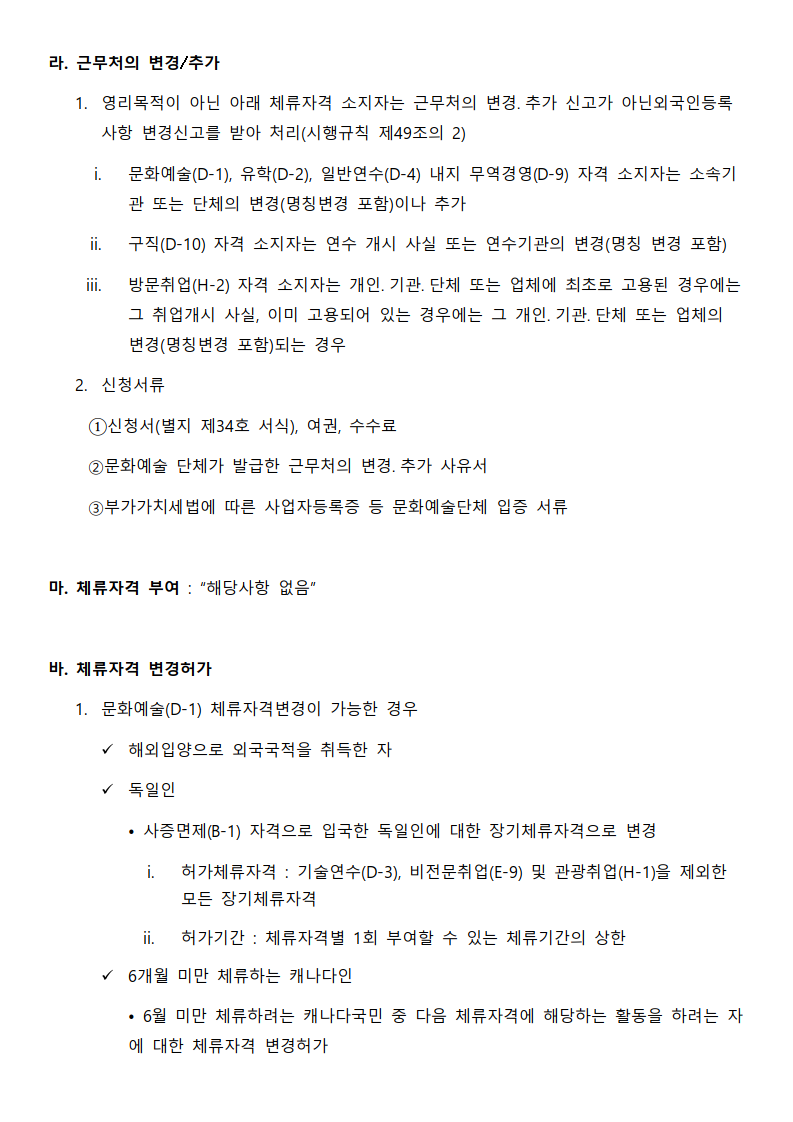 라. 근무처의 변경/추가
1. 영리목적이 아닌 아래 체류자격 소지자는 근무처의 변경. 추가 신고가 아닌외국인등록
사항 변경신고를 받아 처리(시행규칙 제49조의 2)
i. 문화예술(D-1), 유학(D-2), 일반연수(D-4) 내지 무역경영(D-9) 자격 소지자는 소속기
관 또는 단체의 변경(명칭변경 포함)이나 추가
ii. 구직(D-10) 자격 소지자는 연수 개시 사실 또는 연수기관의 변경(명칭 변경 포함)
iii. 방문취업(H-2) 자격 소지자는 개인. 기관. 단체 또는 업체에 최초로 고용된 경우에는
그 취업개시 사실, 이미 고용되어 있는 경우에는 그 개인. 기관. 단체 또는 업체의
변경(명칭변경 포함)되는 경우
2. 신청서류
①신청서(별지 제34호 서식), 여권, 수수료
②문화예술 단체가 발급한 근무처의 변경. 추가 사유서
③부가가치세법에 따른 사업자등록증 등 문화예술단체 입증 서류
마. 체류자격 부여 : “해당사항 없음”
바. 체류자격 변경허가
1. 문화예술(D-1) 체류자격변경이 가능한 경우
✓ 해외입양으로 외국국적을 취득한 자
✓ 독일인
• 사증면제(B-1) 자격으로 입국한 독일인에 대한 장기체류자격으로 변경
i. 허가체류자격 : 기술연수(D-3), 비전문취업(E-9) 및 관광취업(H-1)을 제외한
모든 장기체류자격
ii. 허가기간 : 체류자격별 1회 부여할 수 있는 체류기간의 상한
✓ 6개월 미만 체류하는 캐나다인
• 6월 미만 체류하려는 캐나다국민 중 다음 체류자격에 해당하는 활동을 하려는 자
에 대한 체류자격 변경허가